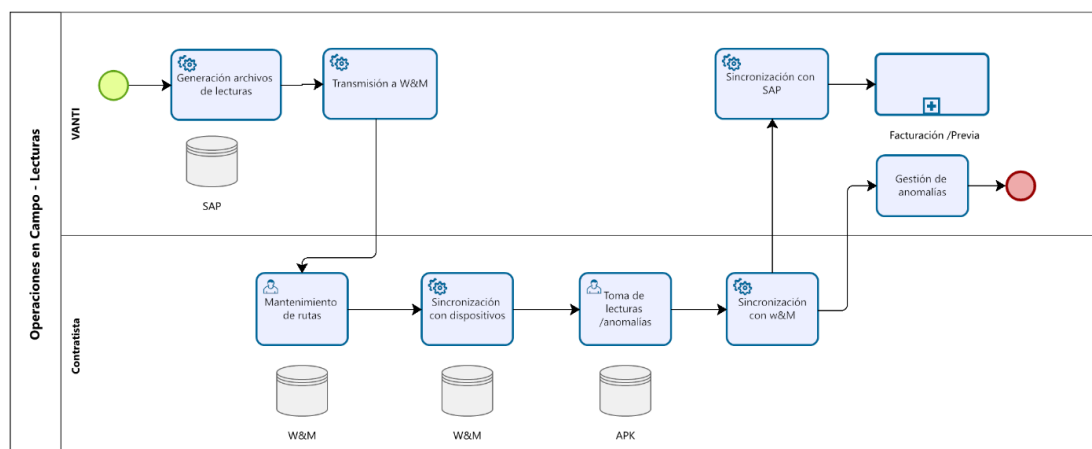 Operaciones en Campo - Lecturas
VANTI
Generación archivos
de lecturas
Transmisión a W&M
Sincronización con
SAP
Facturación /Previa
SAP
Gestión de
anomalías
Contratista
Mantenimiento
de rutas
Sincronización
con dispositivos
Toma de
lecturas
/anomalías
Sincronización
con w&M
W&M
W&M
APK